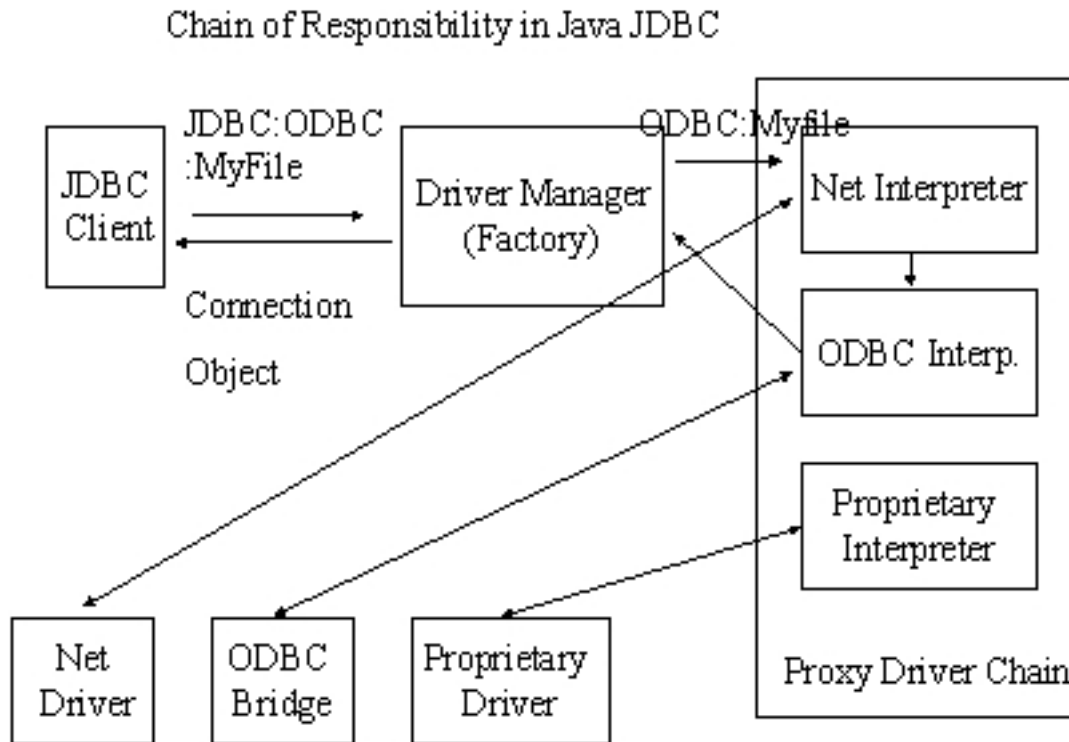 Chain of Responsibility in Java JDBC
JDBC:ODBC
:MyFile
ODBC:Myfile
JDBC
Client
Driver Manager
(Factory)
Net Interpreter
Connection
Object
ODBC Interp.
Proprietary
Interpreter
Net
Driver
ODBC
Bridge
Proprietary
Driver
Proxy Driver Chain